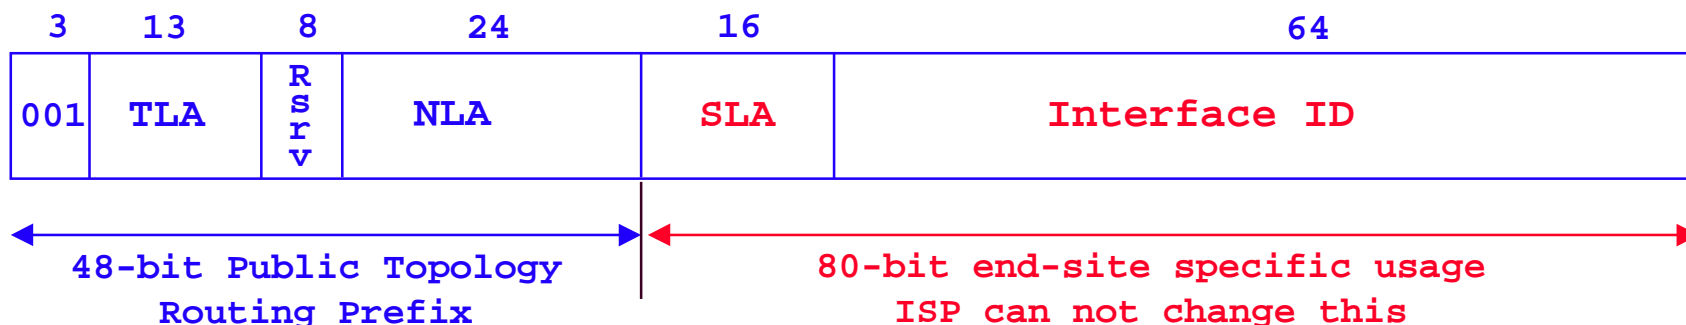 3 13 8 24 16 64
001 TLA Rsrv NLA SLA Interface ID
48-bit Public Topology
Routing Prefix
80-bit end-site specific usage
ISP can not change this